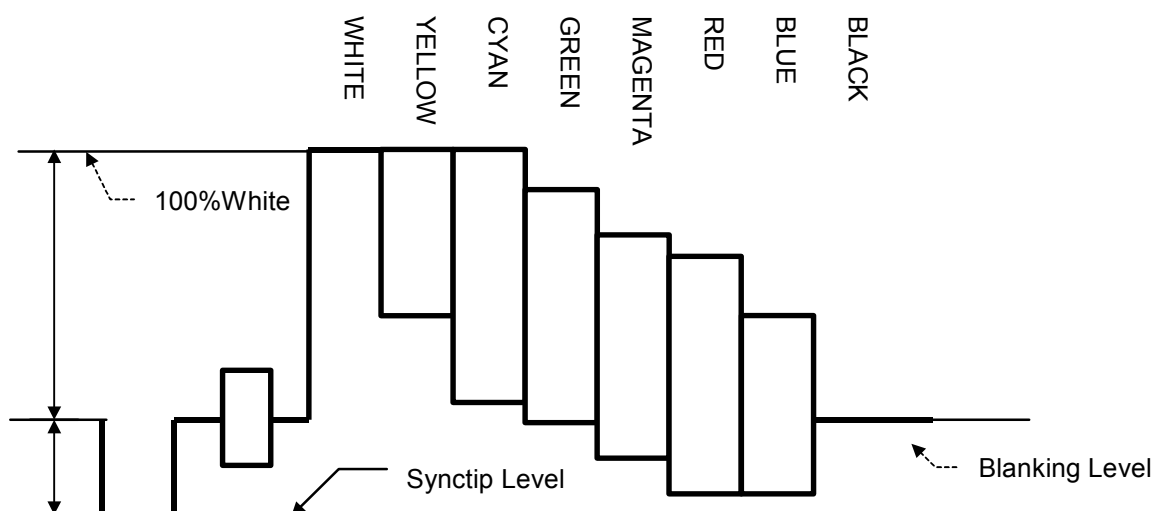 WHITE
YELLOW
CYAN
GREEN
MAGENTA
RED
BLUE
BLACK
100%White
Synctip Level
Blanking Level